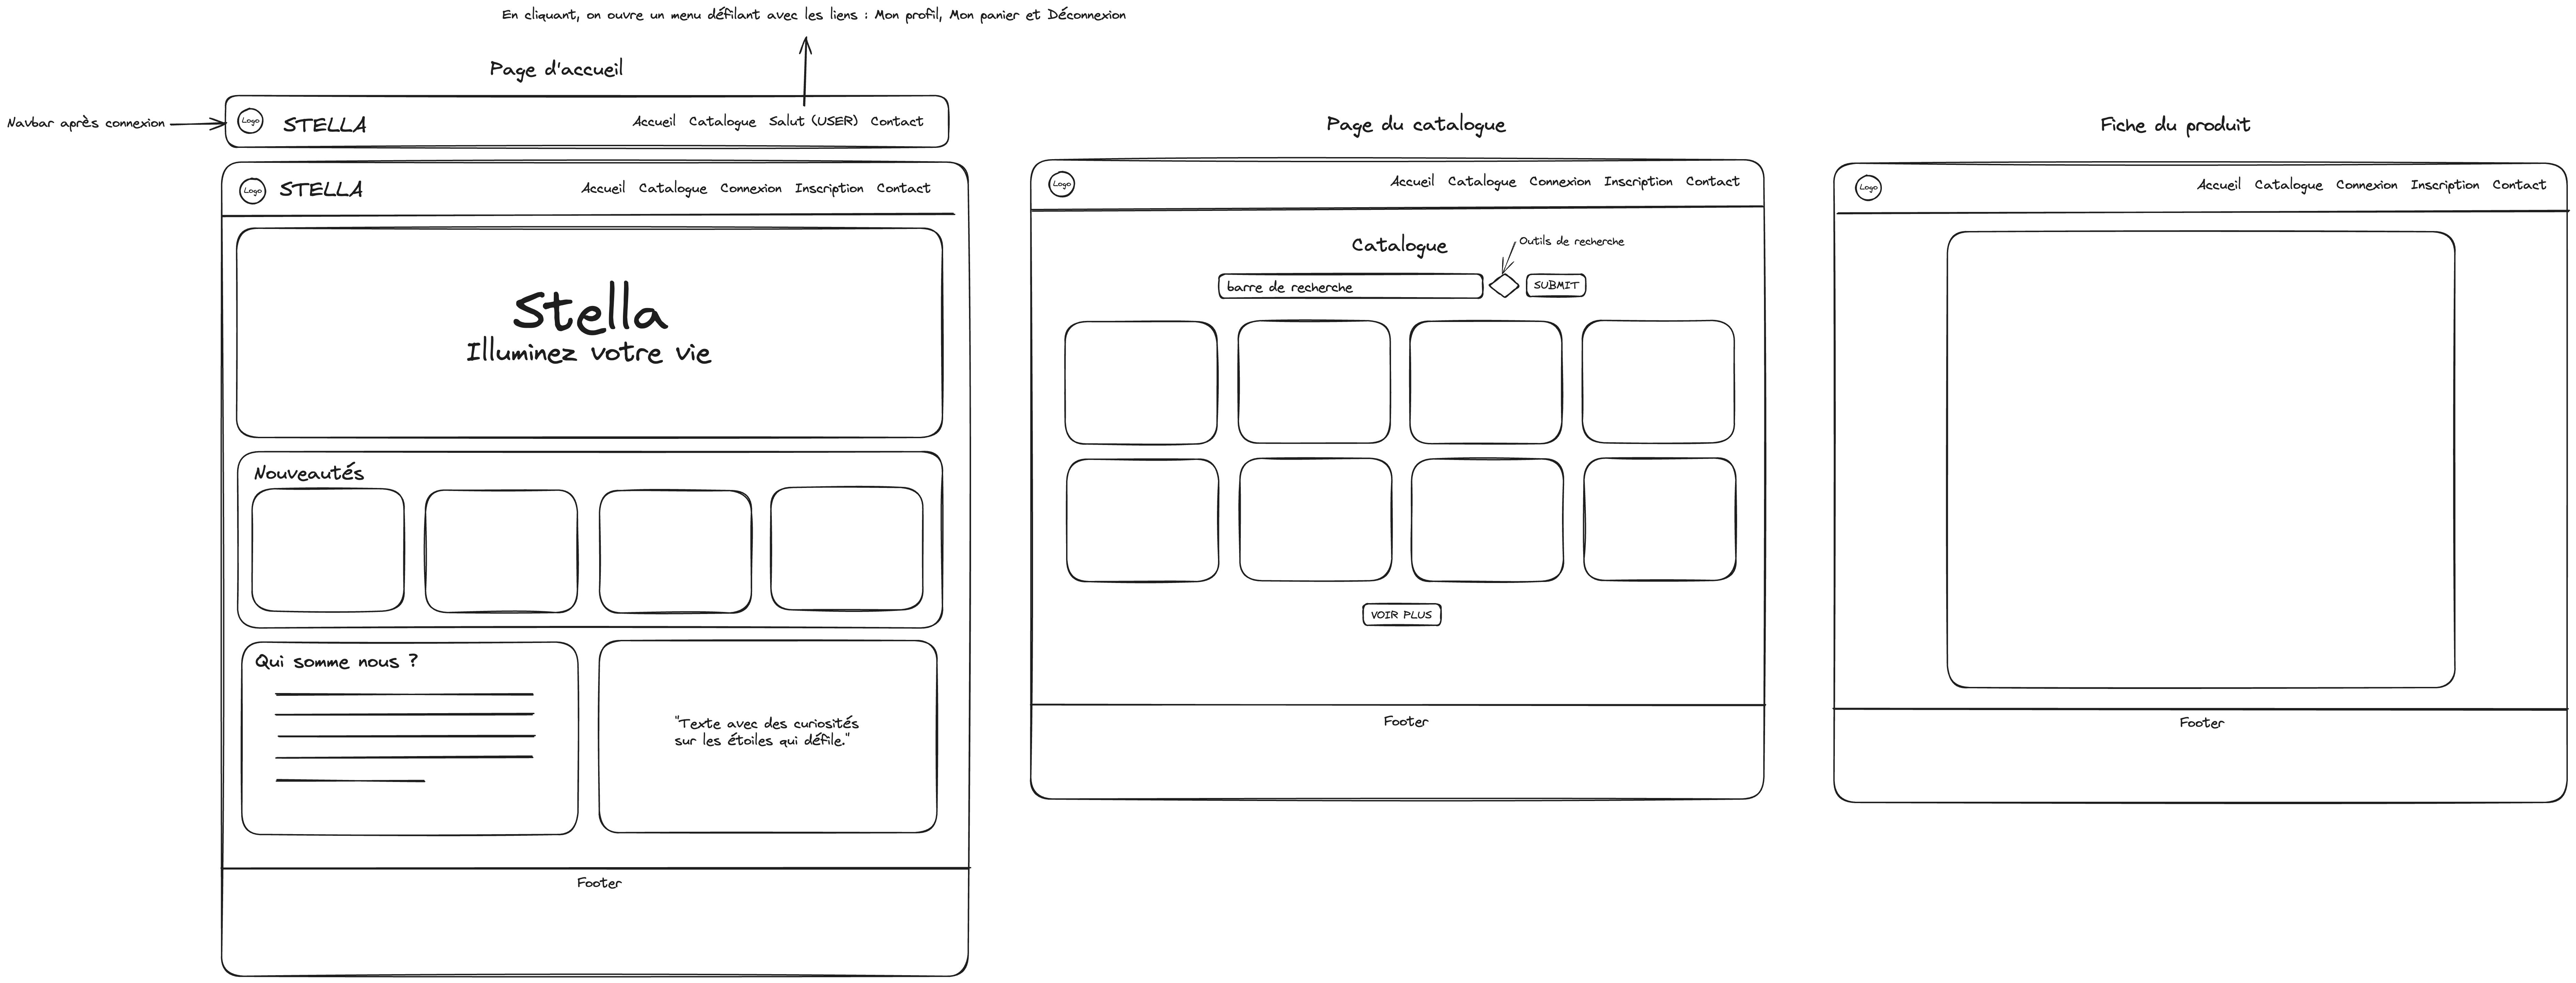 En cliquant, on ouvre un menu défilant avec les liens : Mon profil, Mon panier et Déconnexion
Page d'accueil
Navbar après connexion
Logo
STELLA
Accueil Catalogue Salut (USER) Contact
Logo
STELLA
Accueil Catalogue Connexion Inscription Contact
Stella
Illuminez votre vie
Nouveautés
Qui somme nous ?
"Texte avec des curiosités
sur les étoiles qui défile."
Footer
Page du catalogue
Logo
Accueil Catalogue Connexion Inscription Contact
Catalogue
Outils de recherche
barre de recherche
SUBMIT
VOIR PLUS
Footer
Fiche du produit
Logo
Accueil Catalogue Connexion Inscription Contact
Footer